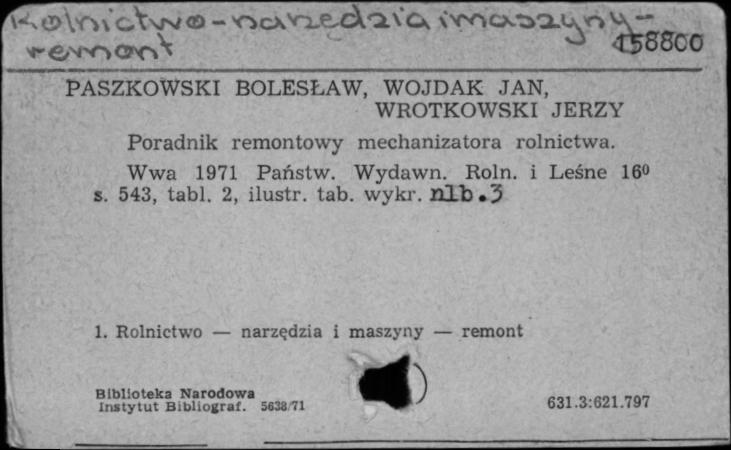 Rolnictwo - narzędzia i maszyny -
remont
158800
PASZKOWSKI BOLESŁAW, WOJDAK JAN,
WROTKOWSKI JERZY
Poradnik remontowy mechanizatora rolnictwa.
Wwa 1971 Państw. Wydawn. Roln. i Leśne 16⁰
s. 543, tabl. 2, ilustr. tab. wykr. nlb.3
1. Rolnictwo — narzędzia i maszyny — remont
Biblioteka Narodowa
Instytut Bibliograf. 5638/71
631.3:621.797